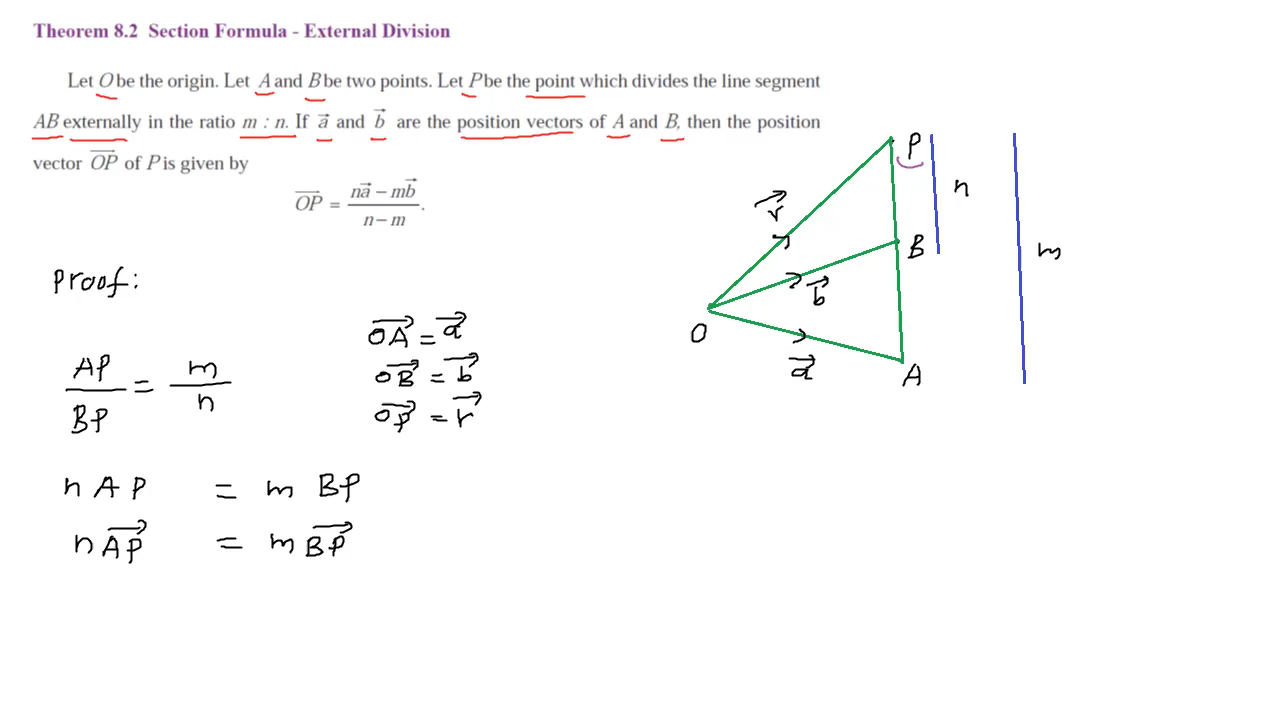 Theorem 8.2 Section Formula - External Division
Let O be the origin. Let A and B be two points. Let P be the point which divides the line segment
AB externally in the ratio m : n. If a⃗ and b⃗ are the position vectors of A and B, then the position
vector OP⃗ of P is given by
OP⃗ = (na⃗ − mb⃗) / (n − m).
Proof:
AP/BP = m/n
OA⃗ = a⃗
OB⃗ = b⃗
OP⃗ = r⃗
n AP = m BP
n AP⃗ = m BP⃗
P
n
r⃗
B
m
b⃗
O
a⃗
A